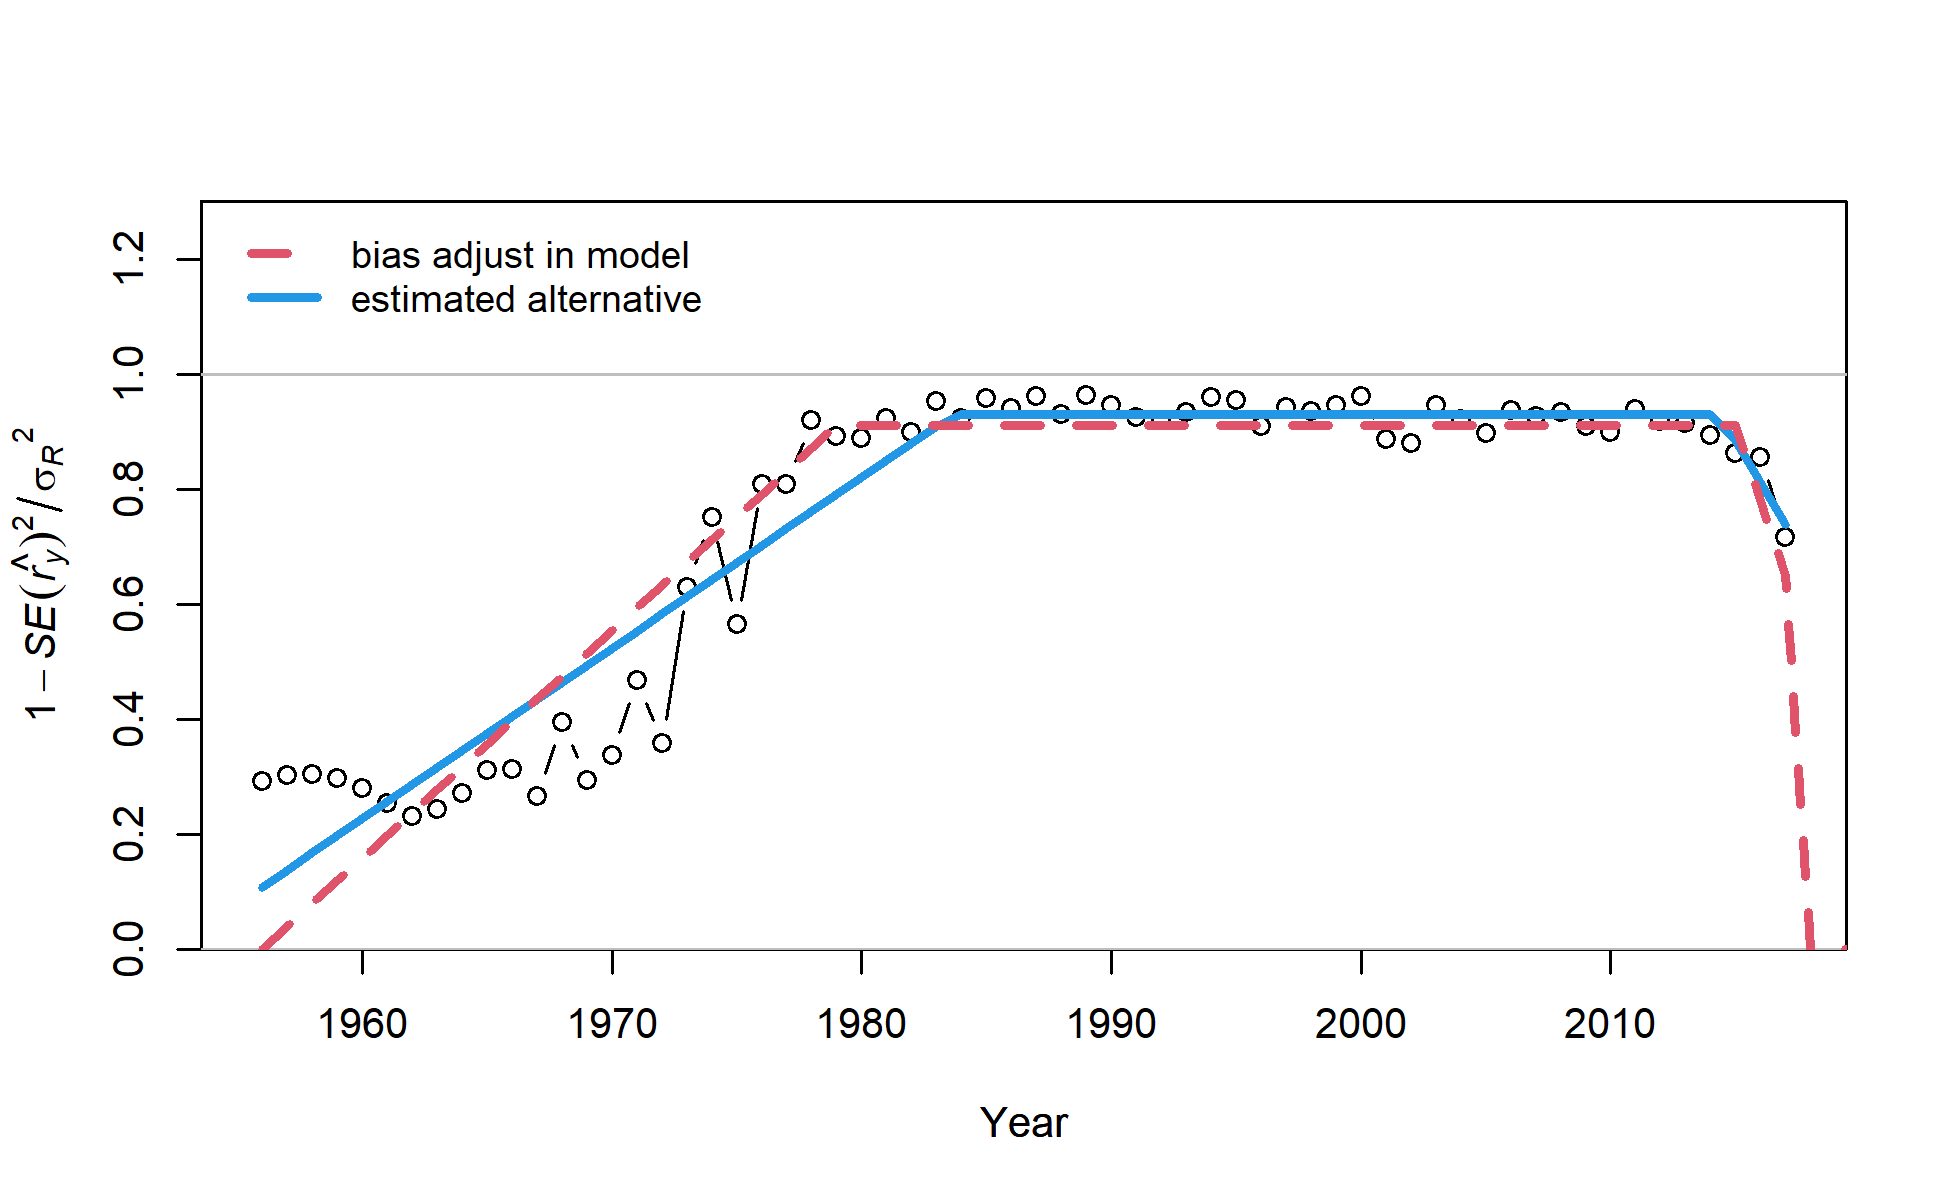 bias adjust in model
estimated alternative
1.2
1.0
0.8
0.6
0.4
0.2
0.0
1 − SE(r̂y)² / σR²
1960 1970 1980 1990 2000 2010
Year